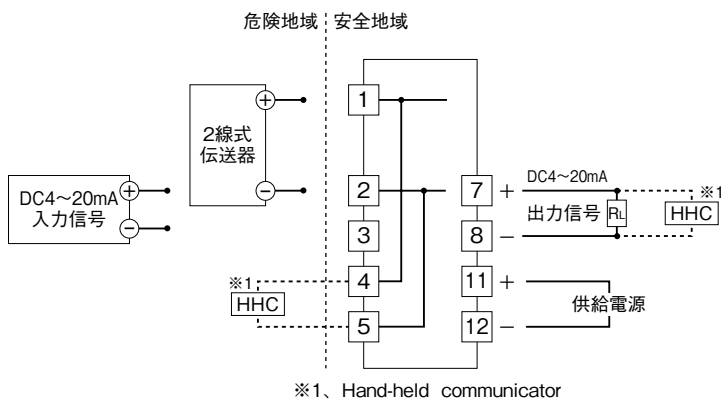 危険地域 安全地域
1
+
2線式
伝送器
−
DC4～20mA
入力信号
+
−
2
3
4
5
※1
HHC
7 +
8 −
11 +
12 −
DC4～20mA
出力信号
RL
※1
HHC
供給電源
※1、Hand-held communicator